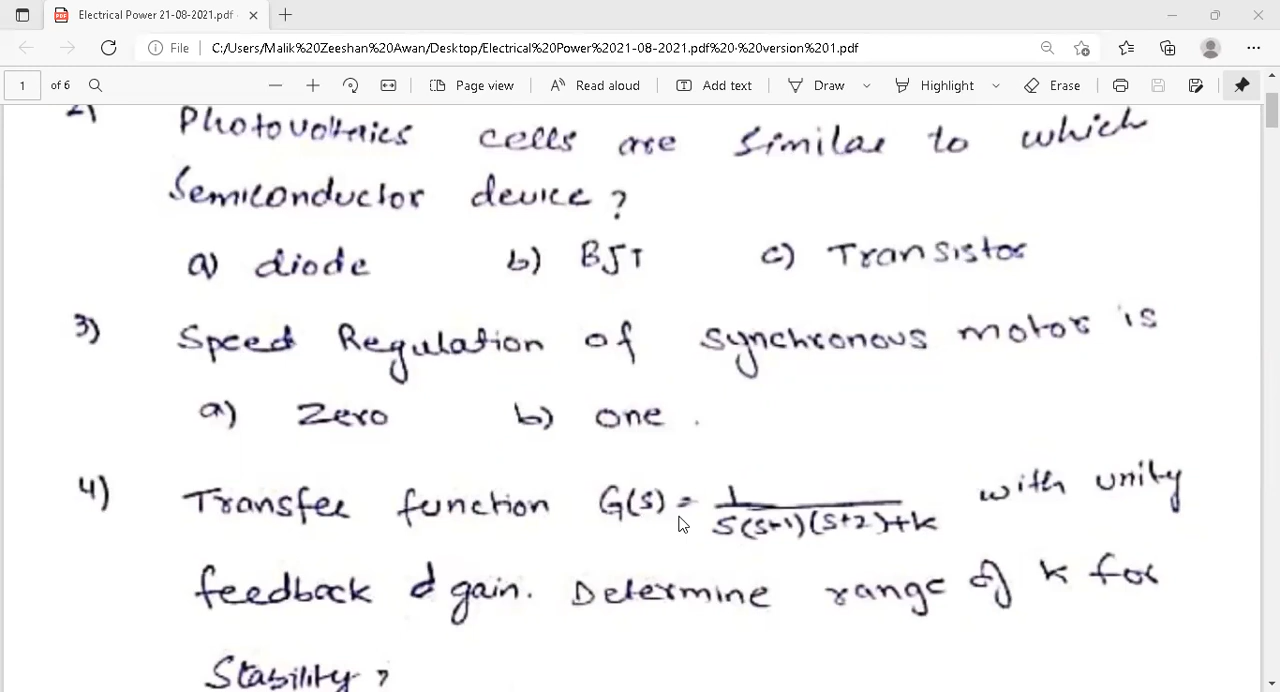 Electrical Power 21-08-2021.pdf
File C:/Users/Malik%20Zeeshan%20Awan/Desktop/Electrical%20Power%2021-08-2021.pdf%20-%20version%201.pdf
1 of 6 Page view Read aloud Add text Draw Highlight Erase
2) Photovoltaics cells are similar to which
Semiconductor device?
a) diode b) BJT c) Transistor
3) Speed Regulation of synchronous motor is
a) Zero b) one.
4) Transfer function G(s) = 1 / S(S+1)(S+2)+k with unity
feedback d gain. Determine range of k for
Stability?